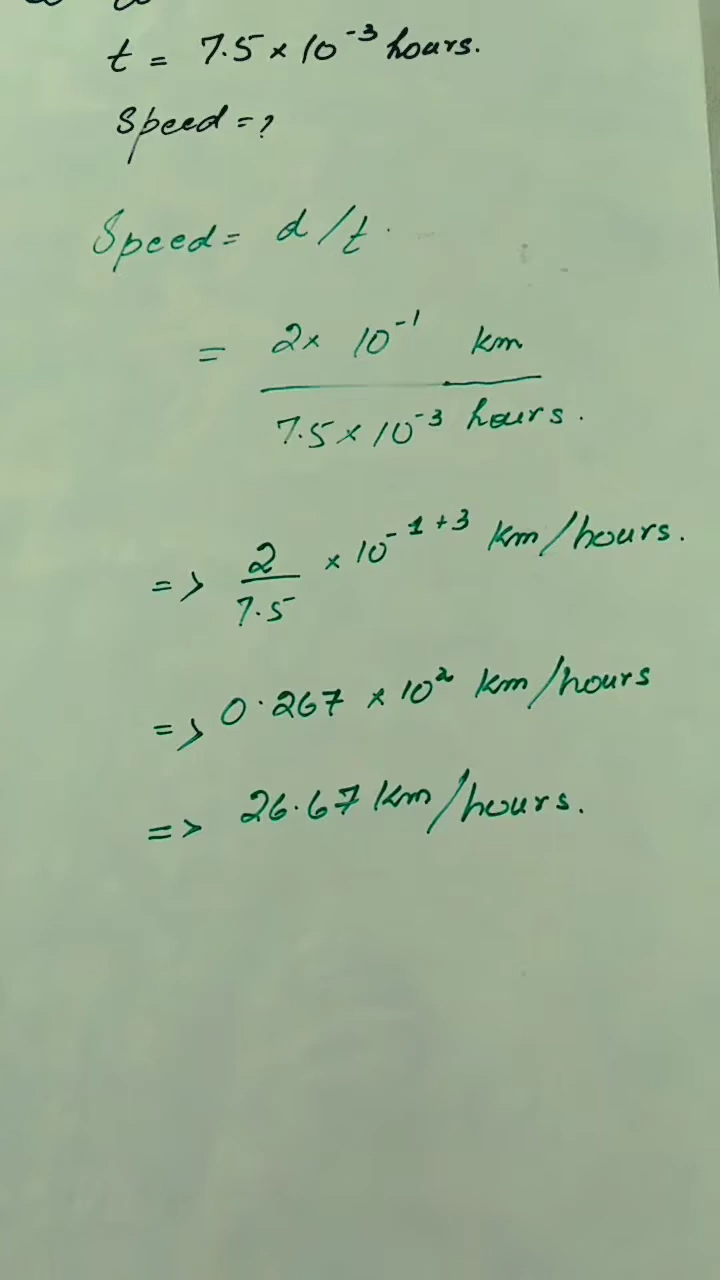 t = 7.5 × 10⁻³ hours.
Speed = ?
Speed = d/t.
= 2 × 10⁻¹ km / 7.5 × 10⁻³ hours.
=> 2/7.5 × 10⁻¹⁺³ km/hours.
=> 0.267 × 10² km/hours
=> 26.67 km/hours.